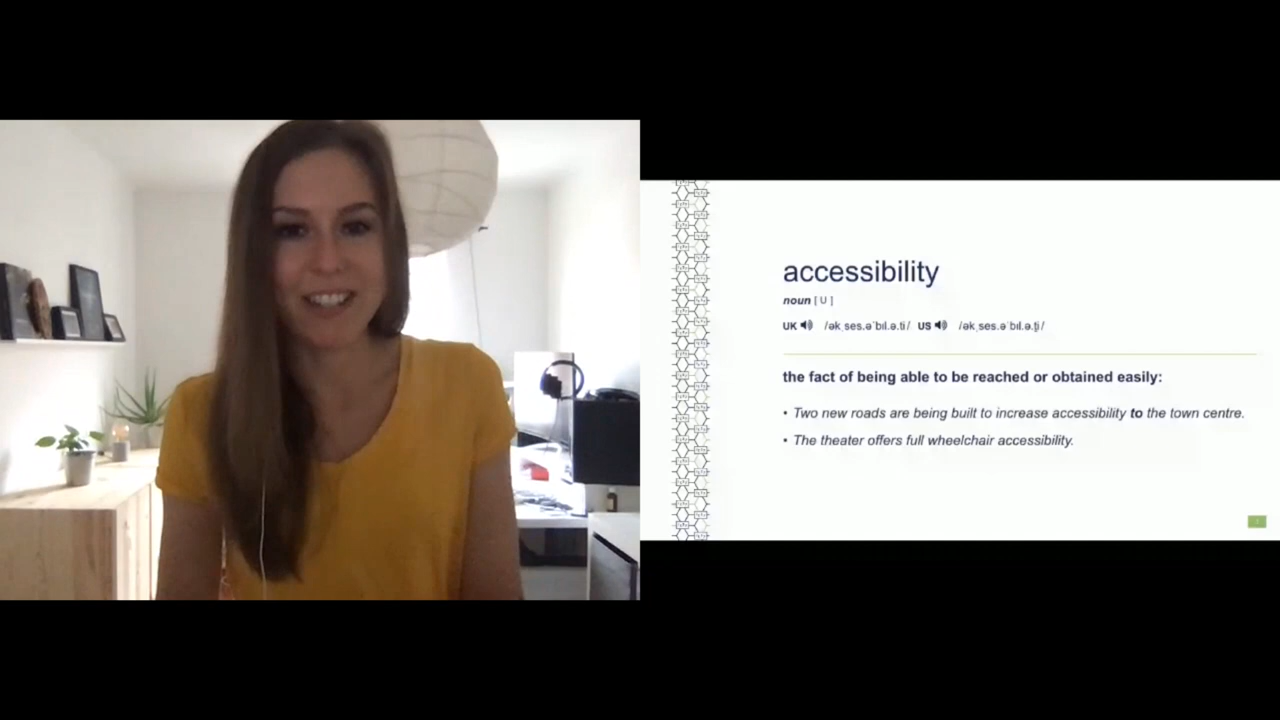 accessibility
noun [ U ]
UK /əkˌses.əˈbɪl.ə.ti/ US /əkˌses.əˈbɪl.ə.t̬i/
the fact of being able to be reached or obtained easily:
• Two new roads are being built to increase accessibility to the town centre.
• The theater offers full wheelchair accessibility.